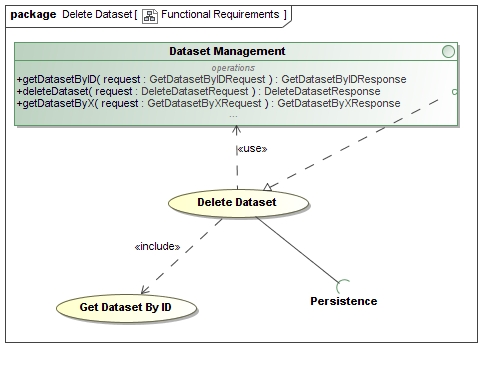 package Delete Dataset [ Functional Requirements ]
Dataset Management
operations
+getDatasetByID( request : GetDatasetByIDRequest ) : GetDatasetByIDResponse
+deleteDataset( request : DeleteDatasetRequest ) : DeleteDatasetResponse
+getDatasetByX( request : GetDatasetByXRequest ) : GetDatasetByXResponse
...
«use»
Delete Dataset
«include»
Get Dataset By ID
Persistence